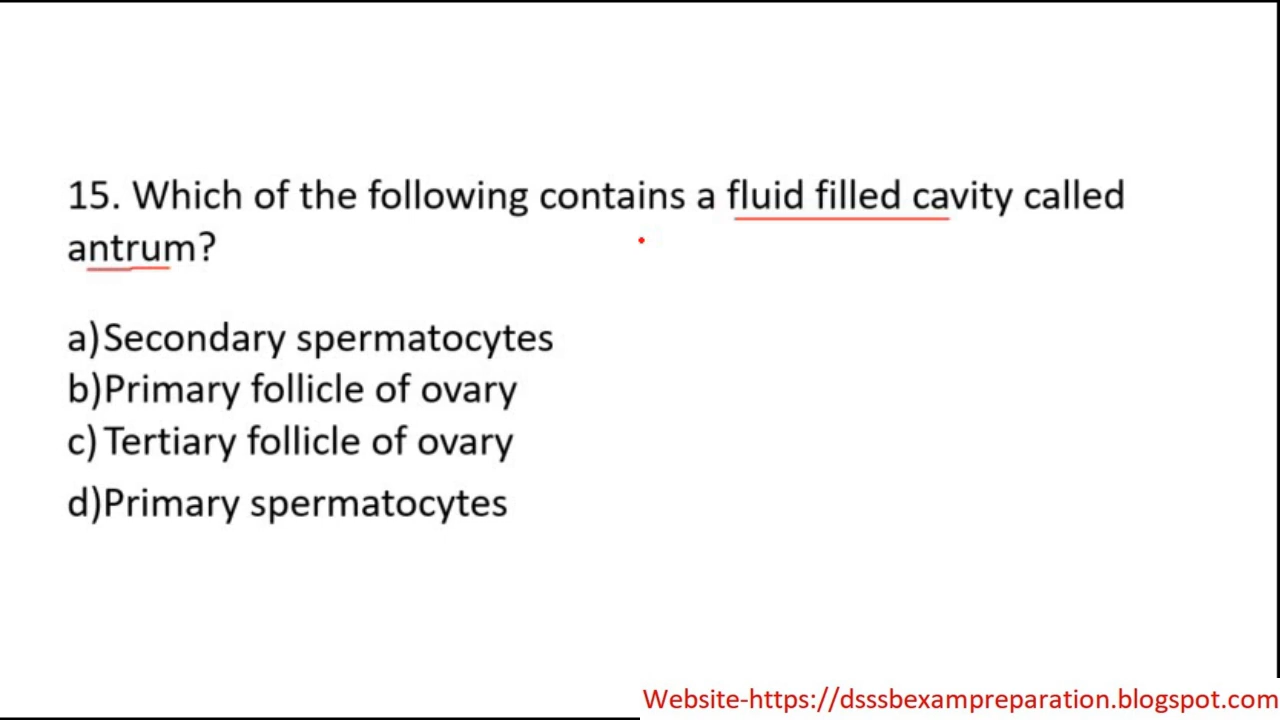 15. Which of the following contains a fluid filled cavity called
antrum?
a)Secondary spermatocytes
b)Primary follicle of ovary
c) Tertiary follicle of ovary
d)Primary spermatocytes
Website-https://dsssbexampreparation.blogspot.com